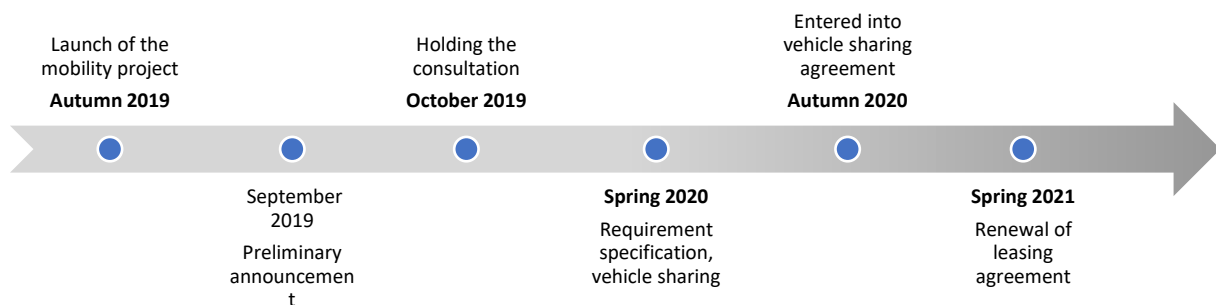 Launch of the
mobility project
Autumn 2019
September
2019
Preliminary
announcemen
t
Holding the
consultation
October 2019
Spring 2020
Requirement
specification,
vehicle sharing
Entered into
vehicle sharing
agreement
Autumn 2020
Spring 2021
Renewal of
leasing
agreement